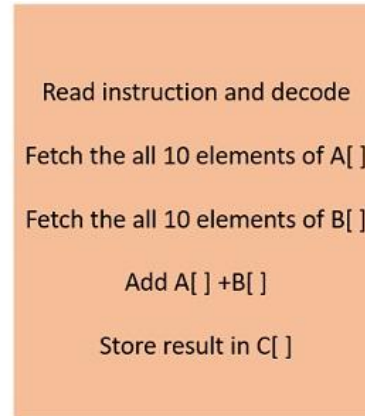 Read instruction and decode
Fetch the all 10 elements of A[ ]
Fetch the all 10 elements of B[ ]
Add A[ ] +B[ ]
Store result in C[ ]